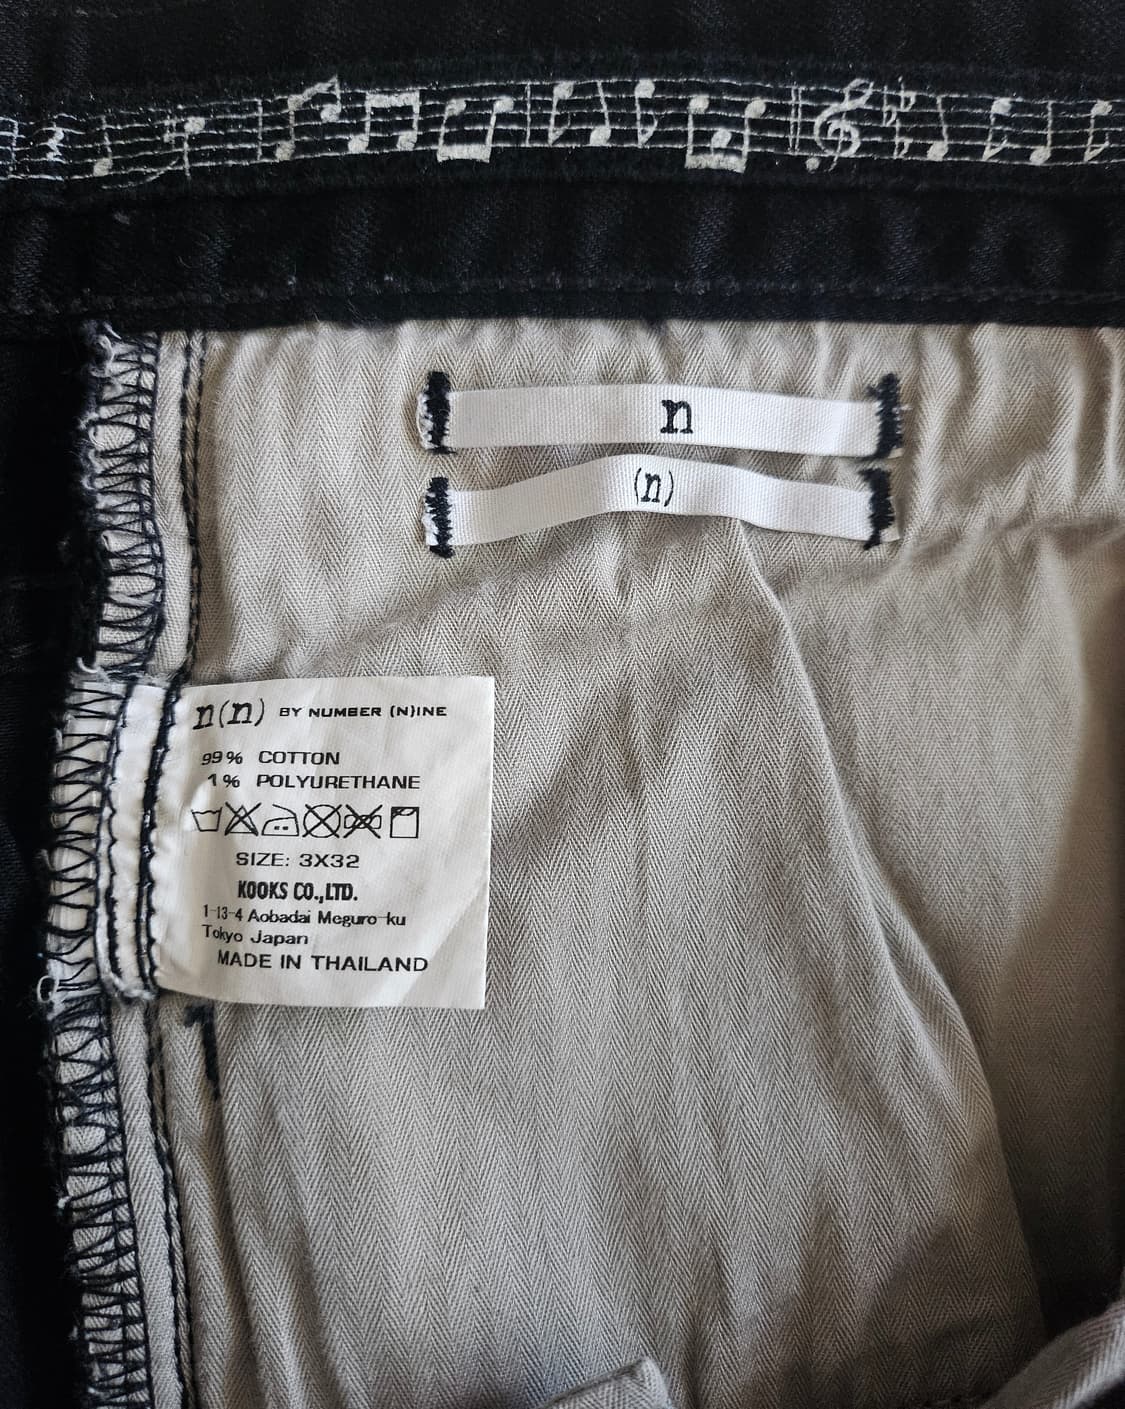 n
(n)
n(n) BY NUMBER (N)INE
99% COTTON
1% POLYURETHANE
SIZE: 3X32
KOOKS CO.,LTD.
1-13-4 Aobadai Meguro-ku
Tokyo Japan
MADE IN THAILAND